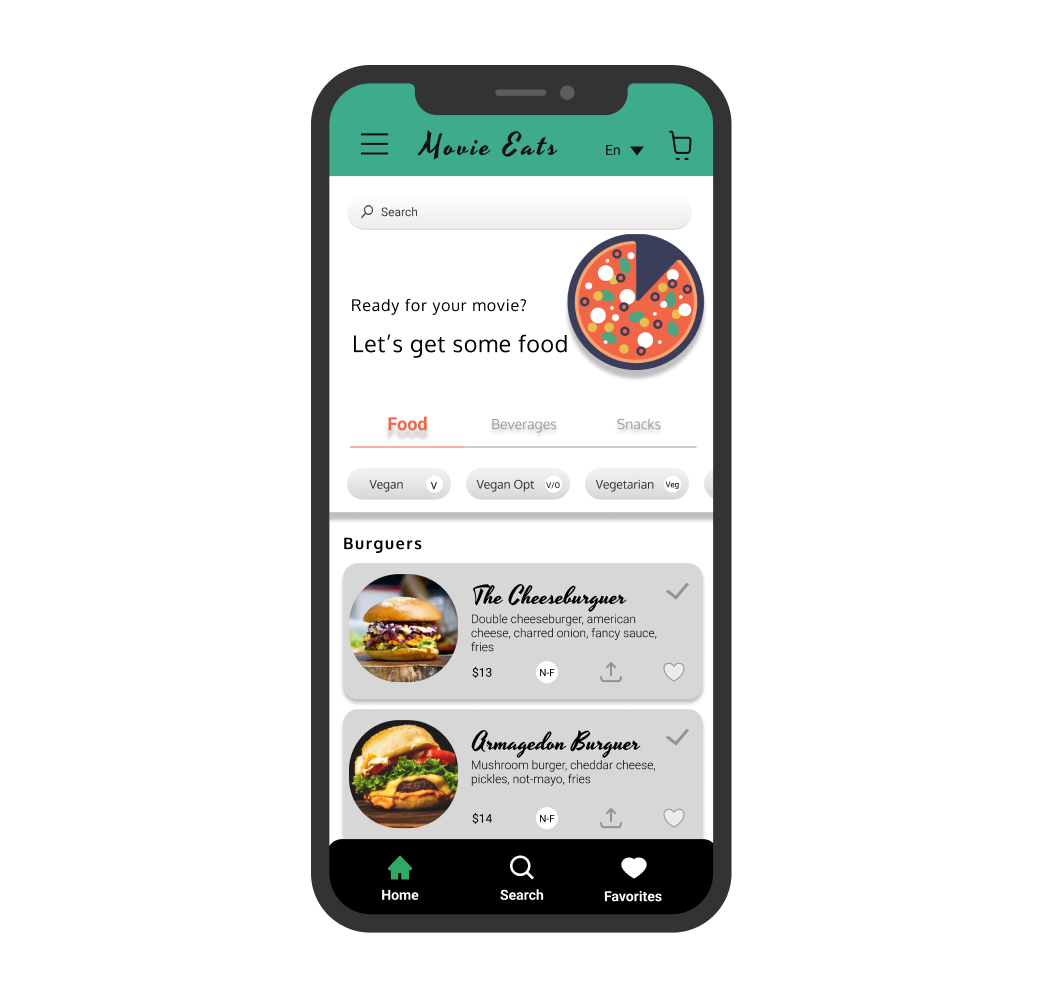 Movie Eats
En
Search
Ready for your movie?
Let's get some food
Food Beverages Snacks
Vegan V Vegan Opt V/O Vegetarian Veg
Burguers
The Cheeseburguer
Double cheeseburger, american
cheese, charred onion, fancy sauce,
fries
$13 N-F
Armagedon Burguer
Mushroom burger, cheddar cheese,
pickles, not-mayo, fries
$14 N-F
Home Search Favorites